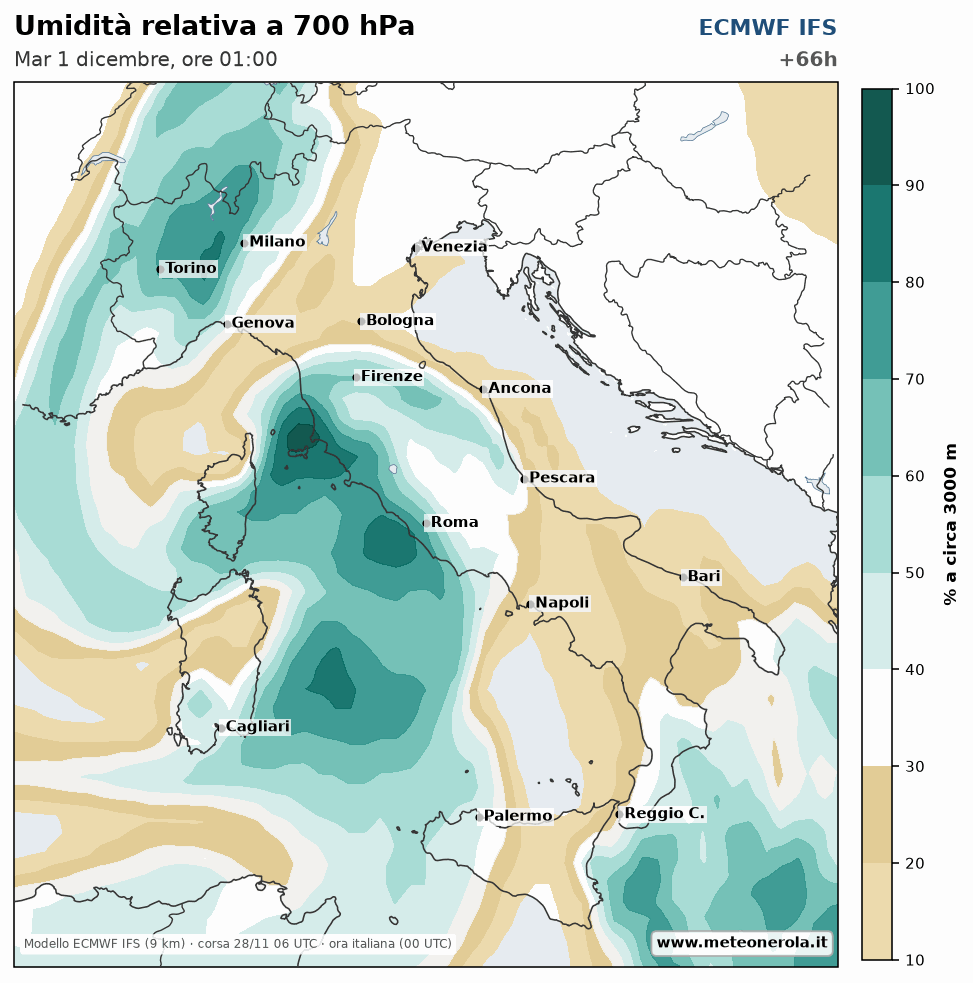 Umidità relativa a 700 hPa
ECMWF IFS
Mar 1 dicembre, ore 01:00
+66h
Milano
Venezia
Torino
Genova
Bologna
Firenze
Ancona
Pescara
Roma
Bari
Napoli
Cagliari
Palermo
Reggio C.
Modello ECMWF IFS (9 km) · corsa 28/11 06 UTC · ora italiana (00 UTC)
www.meteonerola.it
100
90
80
70
60
50
40
30
20
10
% a circa 3000 m